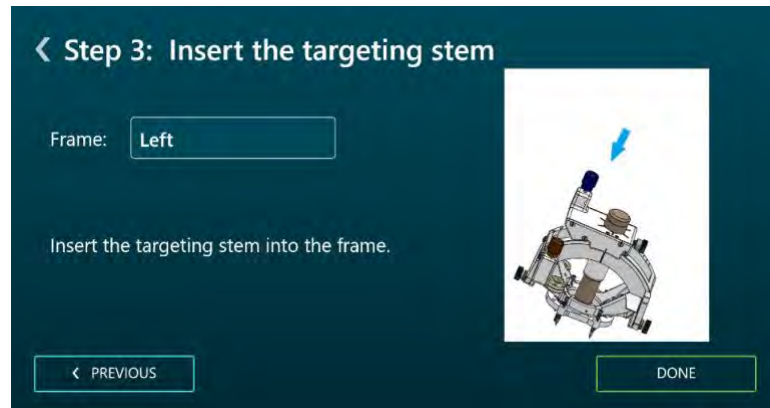 Step 3: Insert the targeting stem
Frame:
Left
Insert the targeting stem into the frame.
PREVIOUS
DONE